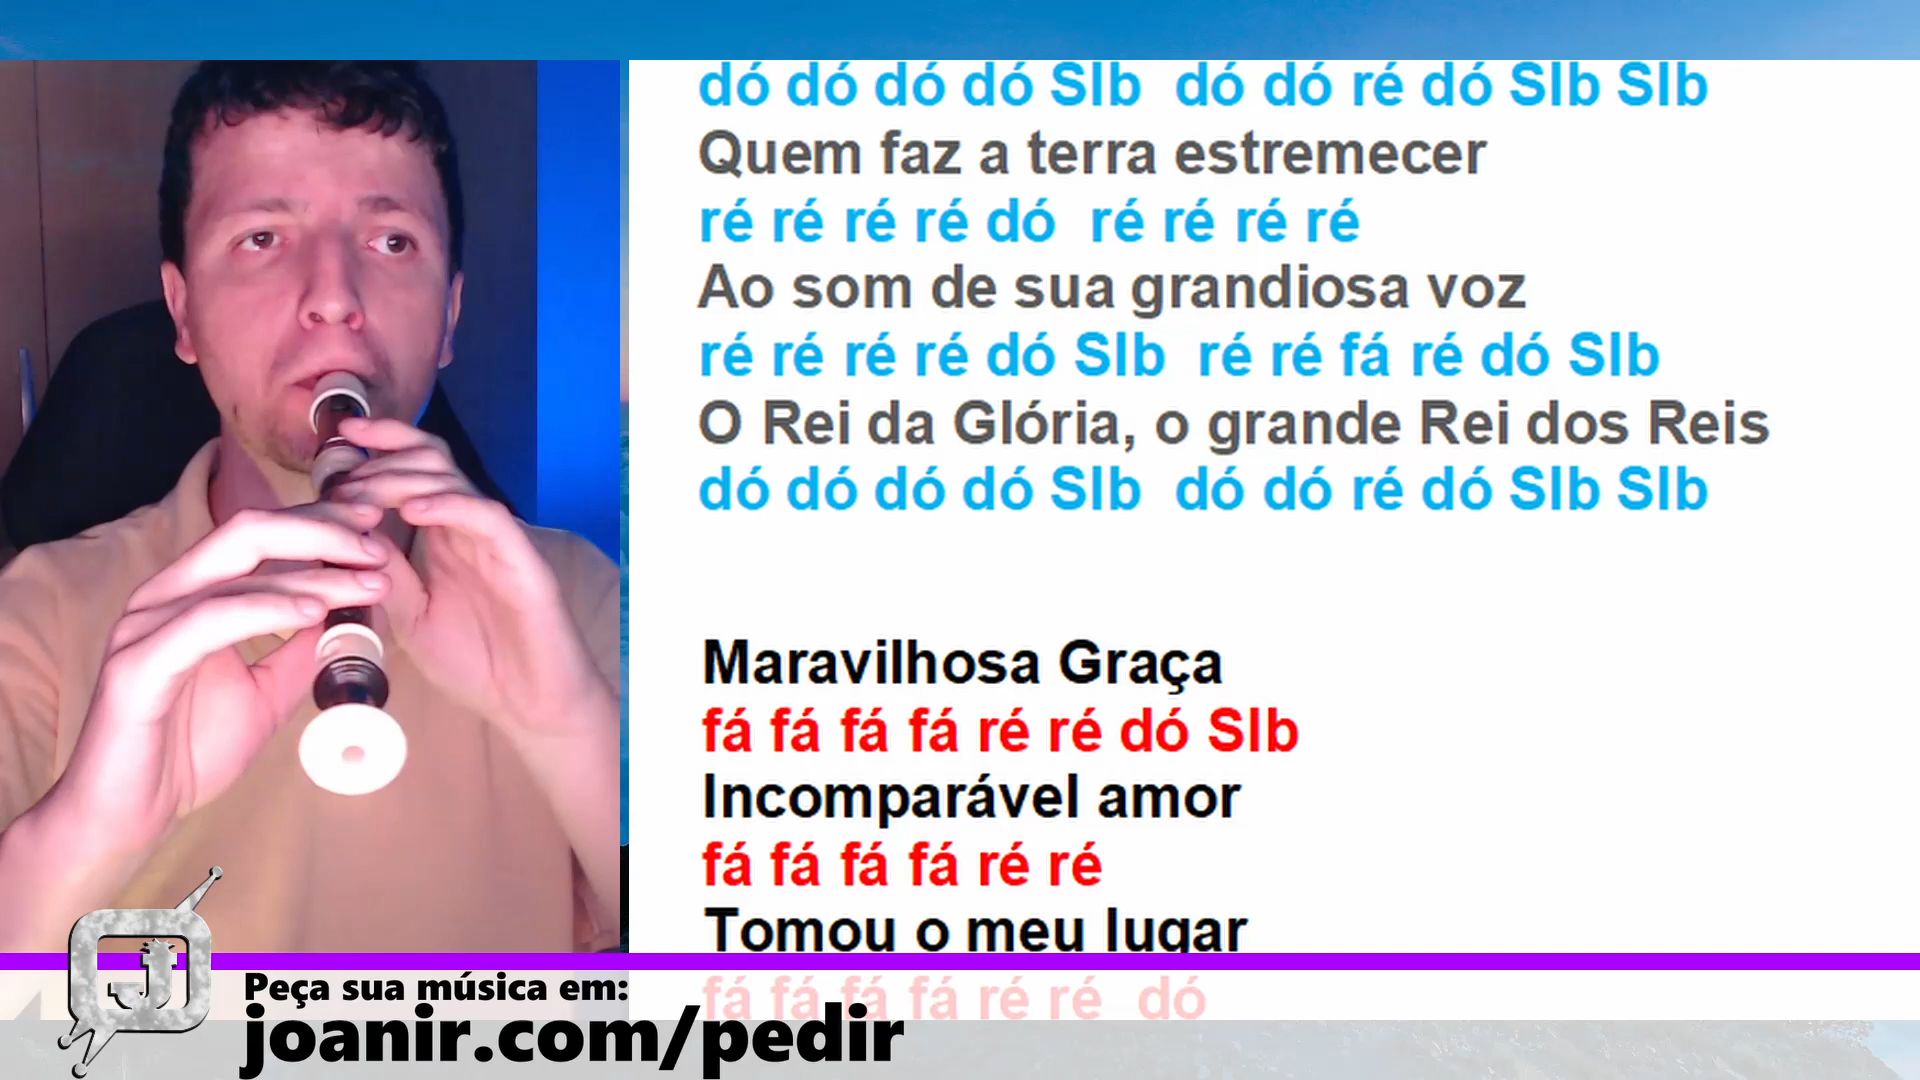 dó dó dó dó SIb  dó dó ré dó SIb SIb
Quem faz a terra estremecer
ré ré ré ré dó  ré ré ré ré
Ao som de sua grandiosa voz
ré ré ré ré dó SIb  ré ré fá ré dó SIb
O Rei da Glória, o grande Rei dos Reis
dó dó dó dó SIb  dó dó ré dó SIb SIb
Maravilhosa Graça
fá fá fá fá ré ré dó SIb
Incomparável amor
fá fá fá fá ré ré
Tomou o meu lugar
fá fá fá fá ré ré  dó
Peça sua música em:
joanir.com/pedir